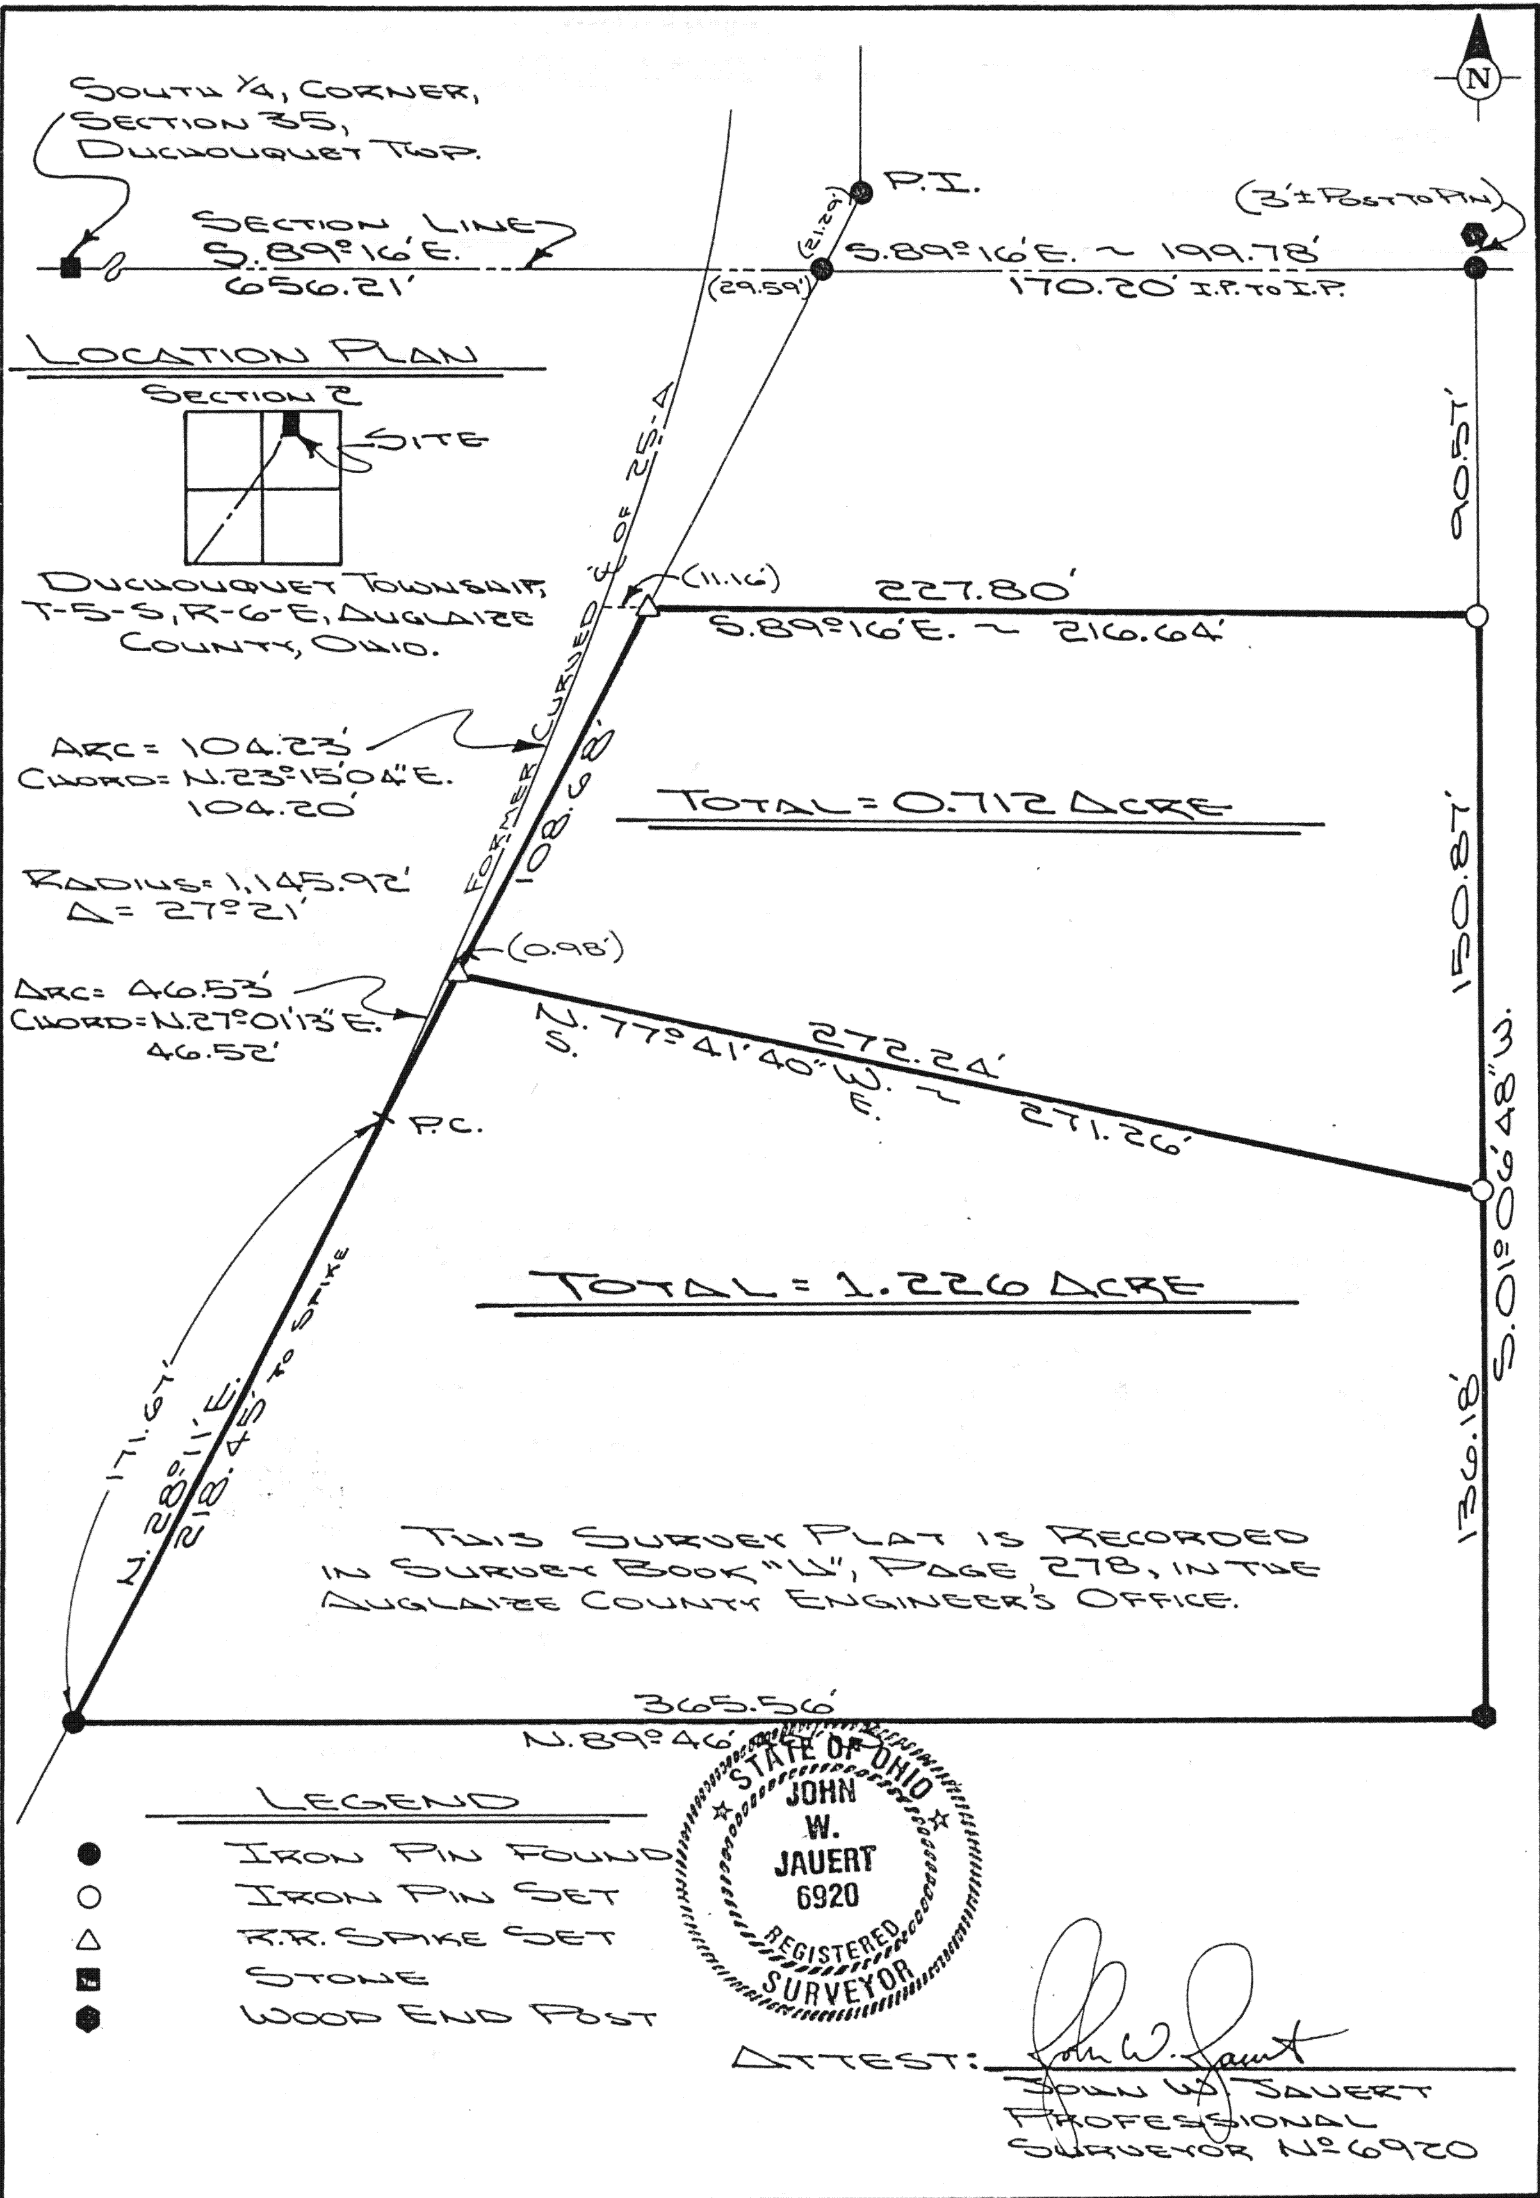 N
SOUTH 1/4, CORNER,
SECTION 35,
DUCHOUQUET TWP.
P.I.
(3'± POST TO PIN)
(21.29')
SECTION LINE
S.89°16'E.
656.21'
S.89°16'E. ~ 199.78'
(29.59')
170.20' I.P. TO I.P.
LOCATION PLAN
SECTION 2
SITE
DUCHOUQUET TOWNSHIP,
T-5-S, R-6-E, AUGLAIZE
COUNTY, OHIO.
FORMER CURVED ℄ OF 25-A
90.57'
(11.16')
227.80'
S.89°16'E. ~ 216.64'
ARC = 104.23'
CHORD = N.23°15'04"E.
104.20'
108.68'
TOTAL = 0.712 ACRE
RADIUS = 1,145.92'
Δ = 27°21'
150.87'
(0.98')
ARC = 46.53'
CHORD = N.27°01'13"E.
46.52'
272.24'
N.
S. 77°41'40" W.
E. ~ 271.26'
P.C.
S.01°06'48"W.
TOTAL = 1.226 ACRE
171.67'
N.28°11'E.
218.45' TO SPIKE
136.18'
THIS SURVEY PLAT IS RECORDED
IN SURVEY BOOK "U", PAGE 278, IN THE
AUGLAIZE COUNTY ENGINEER'S OFFICE.
365.56'
N.89°46'
STATE OF OHIO
JOHN
W.
JAUERT
6920
REGISTERED
SURVEYOR
LEGEND
IRON PIN FOUND
IRON PIN SET
R.R. SPIKE SET
STONE
WOOD END POST
ATTEST: John W. Jauert
JOHN W. JAUERT
PROFESSIONAL
SURVEYOR Nº 6920